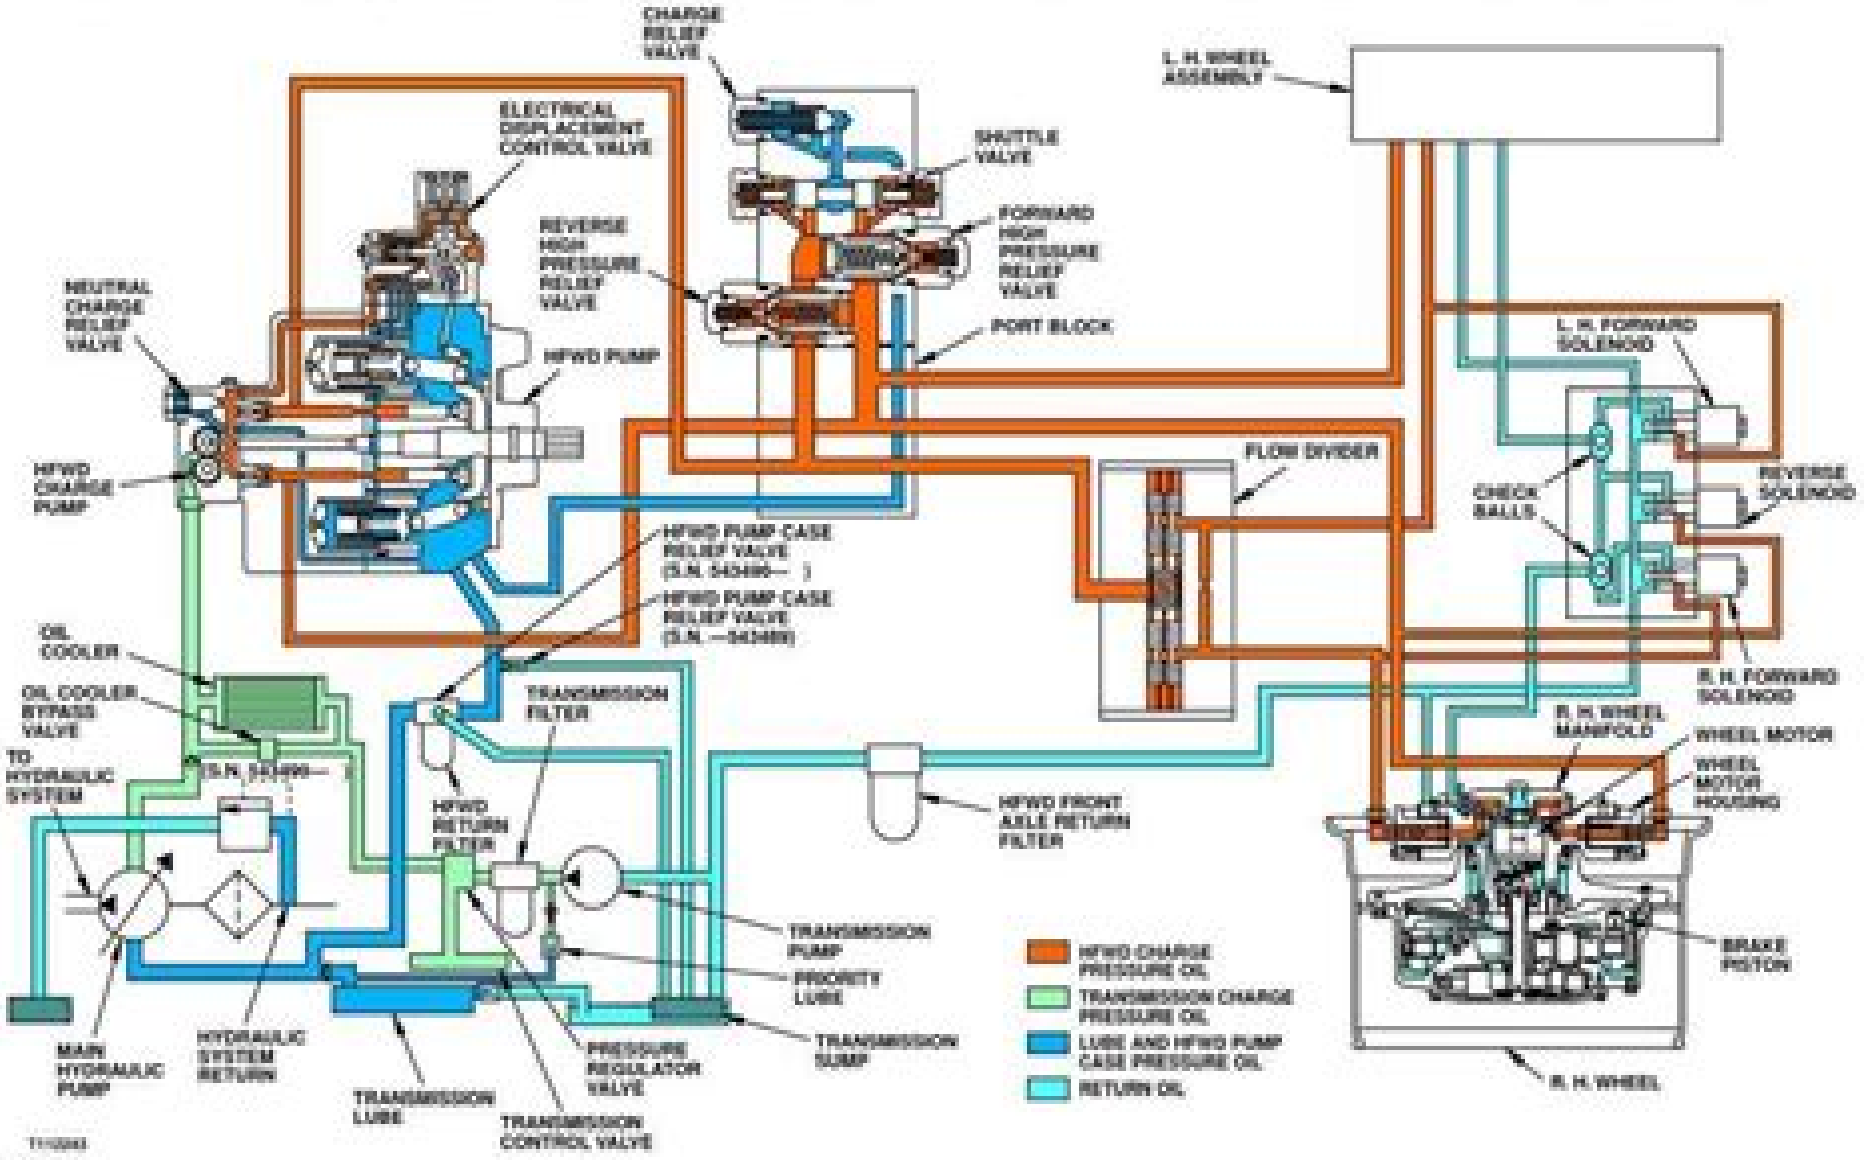 CHARGE
RELIEF
VALVE
ELECTRICAL
DISPLACEMENT
CONTROL VALVE
L. H. WHEEL
ASSEMBLY
SHUTTLE
VALVE
REVERSE
HIGH
PRESSURE
RELIEF
VALVE
FORWARD
HIGH
PRESSURE
RELIEF
VALVE
NEUTRAL
CHARGE
RELIEF
VALVE
PORT BLOCK
L. H. FORWARD
SOLENOID
HFWD PUMP
FLOW DIVIDER
HFWD
CHARGE
PUMP
CHECK
BALLS
REVERSE
SOLENOID
HFWD PUMP CASE
RELIEF VALVE
(S.N. 543490— )
HFWD PUMP CASE
RELIEF VALVE
(S.N. —543489)
OIL
COOLER
OIL COOLER
BYPASS
VALVE
TRANSMISSION
FILTER
R. H. FORWARD
SOLENOID
R. H. WHEEL
MANIFOLD
WHEEL MOTOR
WHEEL
MOTOR
HOUSING
TO
HYDRAULIC
SYSTEM
(S.N. 543490— )
HFWD
RETURN
FILTER
HFWD FRONT
AXLE RETURN
FILTER
TRANSMISSION
PUMP
PRIORITY
LUBE
BRAKE
PISTON
HFWD CHARGE
PRESSURE OIL
TRANSMISSION CHARGE
PRESSURE OIL
LUBE AND HFWD PUMP
CASE PRESSURE OIL
RETURN OIL
MAIN
HYDRAULIC
PUMP
HYDRAULIC
SYSTEM
RETURN
TRANSMISSION
LUBE
PRESSURE
REGULATOR
VALVE
TRANSMISSION
CONTROL VALVE
TRANSMISSION
SUMP
R. H. WHEEL